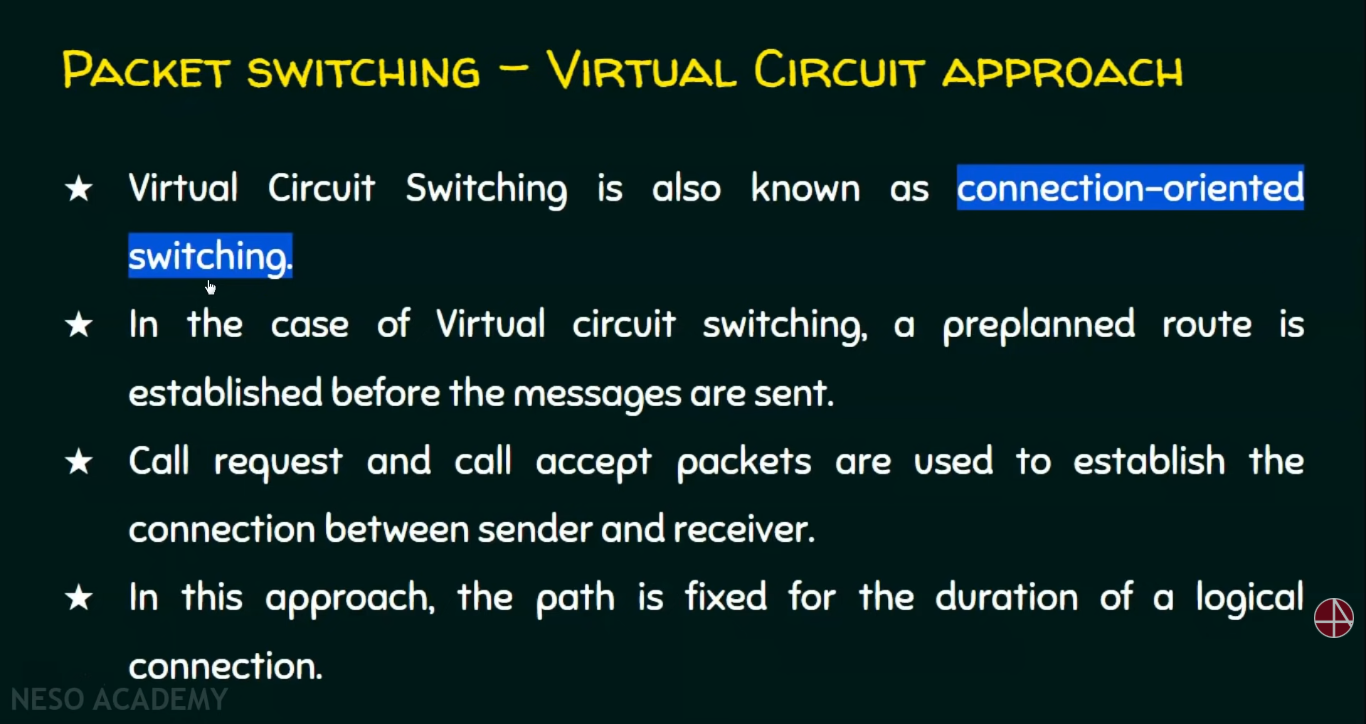 PACKET SWITCHING – VIRTUAL CIRCUIT APPROACH
★ Virtual Circuit Switching is also known as connection-oriented
switching.
★ In the case of Virtual circuit switching, a preplanned route is
established before the messages are sent.
★ Call request and call accept packets are used to establish the
connection between sender and receiver.
★ In this approach, the path is fixed for the duration of a logical
connection.
NESO ACADEMY